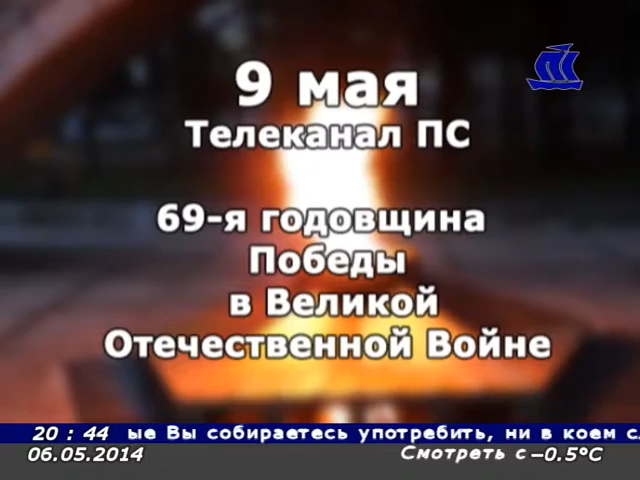 9 мая
ПС
Телеканал ПС
69-я годовщина
Победы
в Великой
Отечественной Войне
20 : 44 ые Вы собираетесь употребить, ни в коем
06.05.2014 Смотреть с –0.5°C